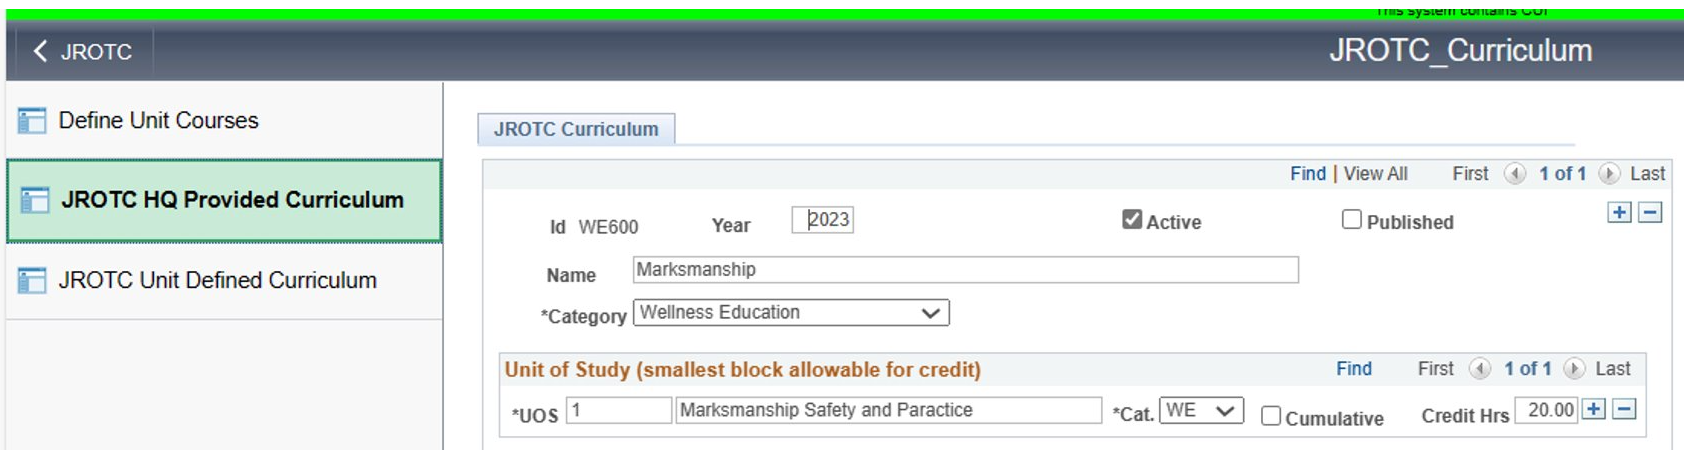 This system contains CUI
JROTC
JROTC_Curriculum
Define Unit Courses
JROTC HQ Provided Curriculum
JROTC Unit Defined Curriculum
JROTC Curriculum
Find | View All First 1 of 1 Last
Id WE600 Year 2023 Active Published
Name Marksmanship
*Category Wellness Education
Unit of Study (smallest block allowable for credit) Find First 1 of 1 Last
*UOS 1 Marksmanship Safety and Paractice *Cat. WE Cumulative Credit Hrs 20.00